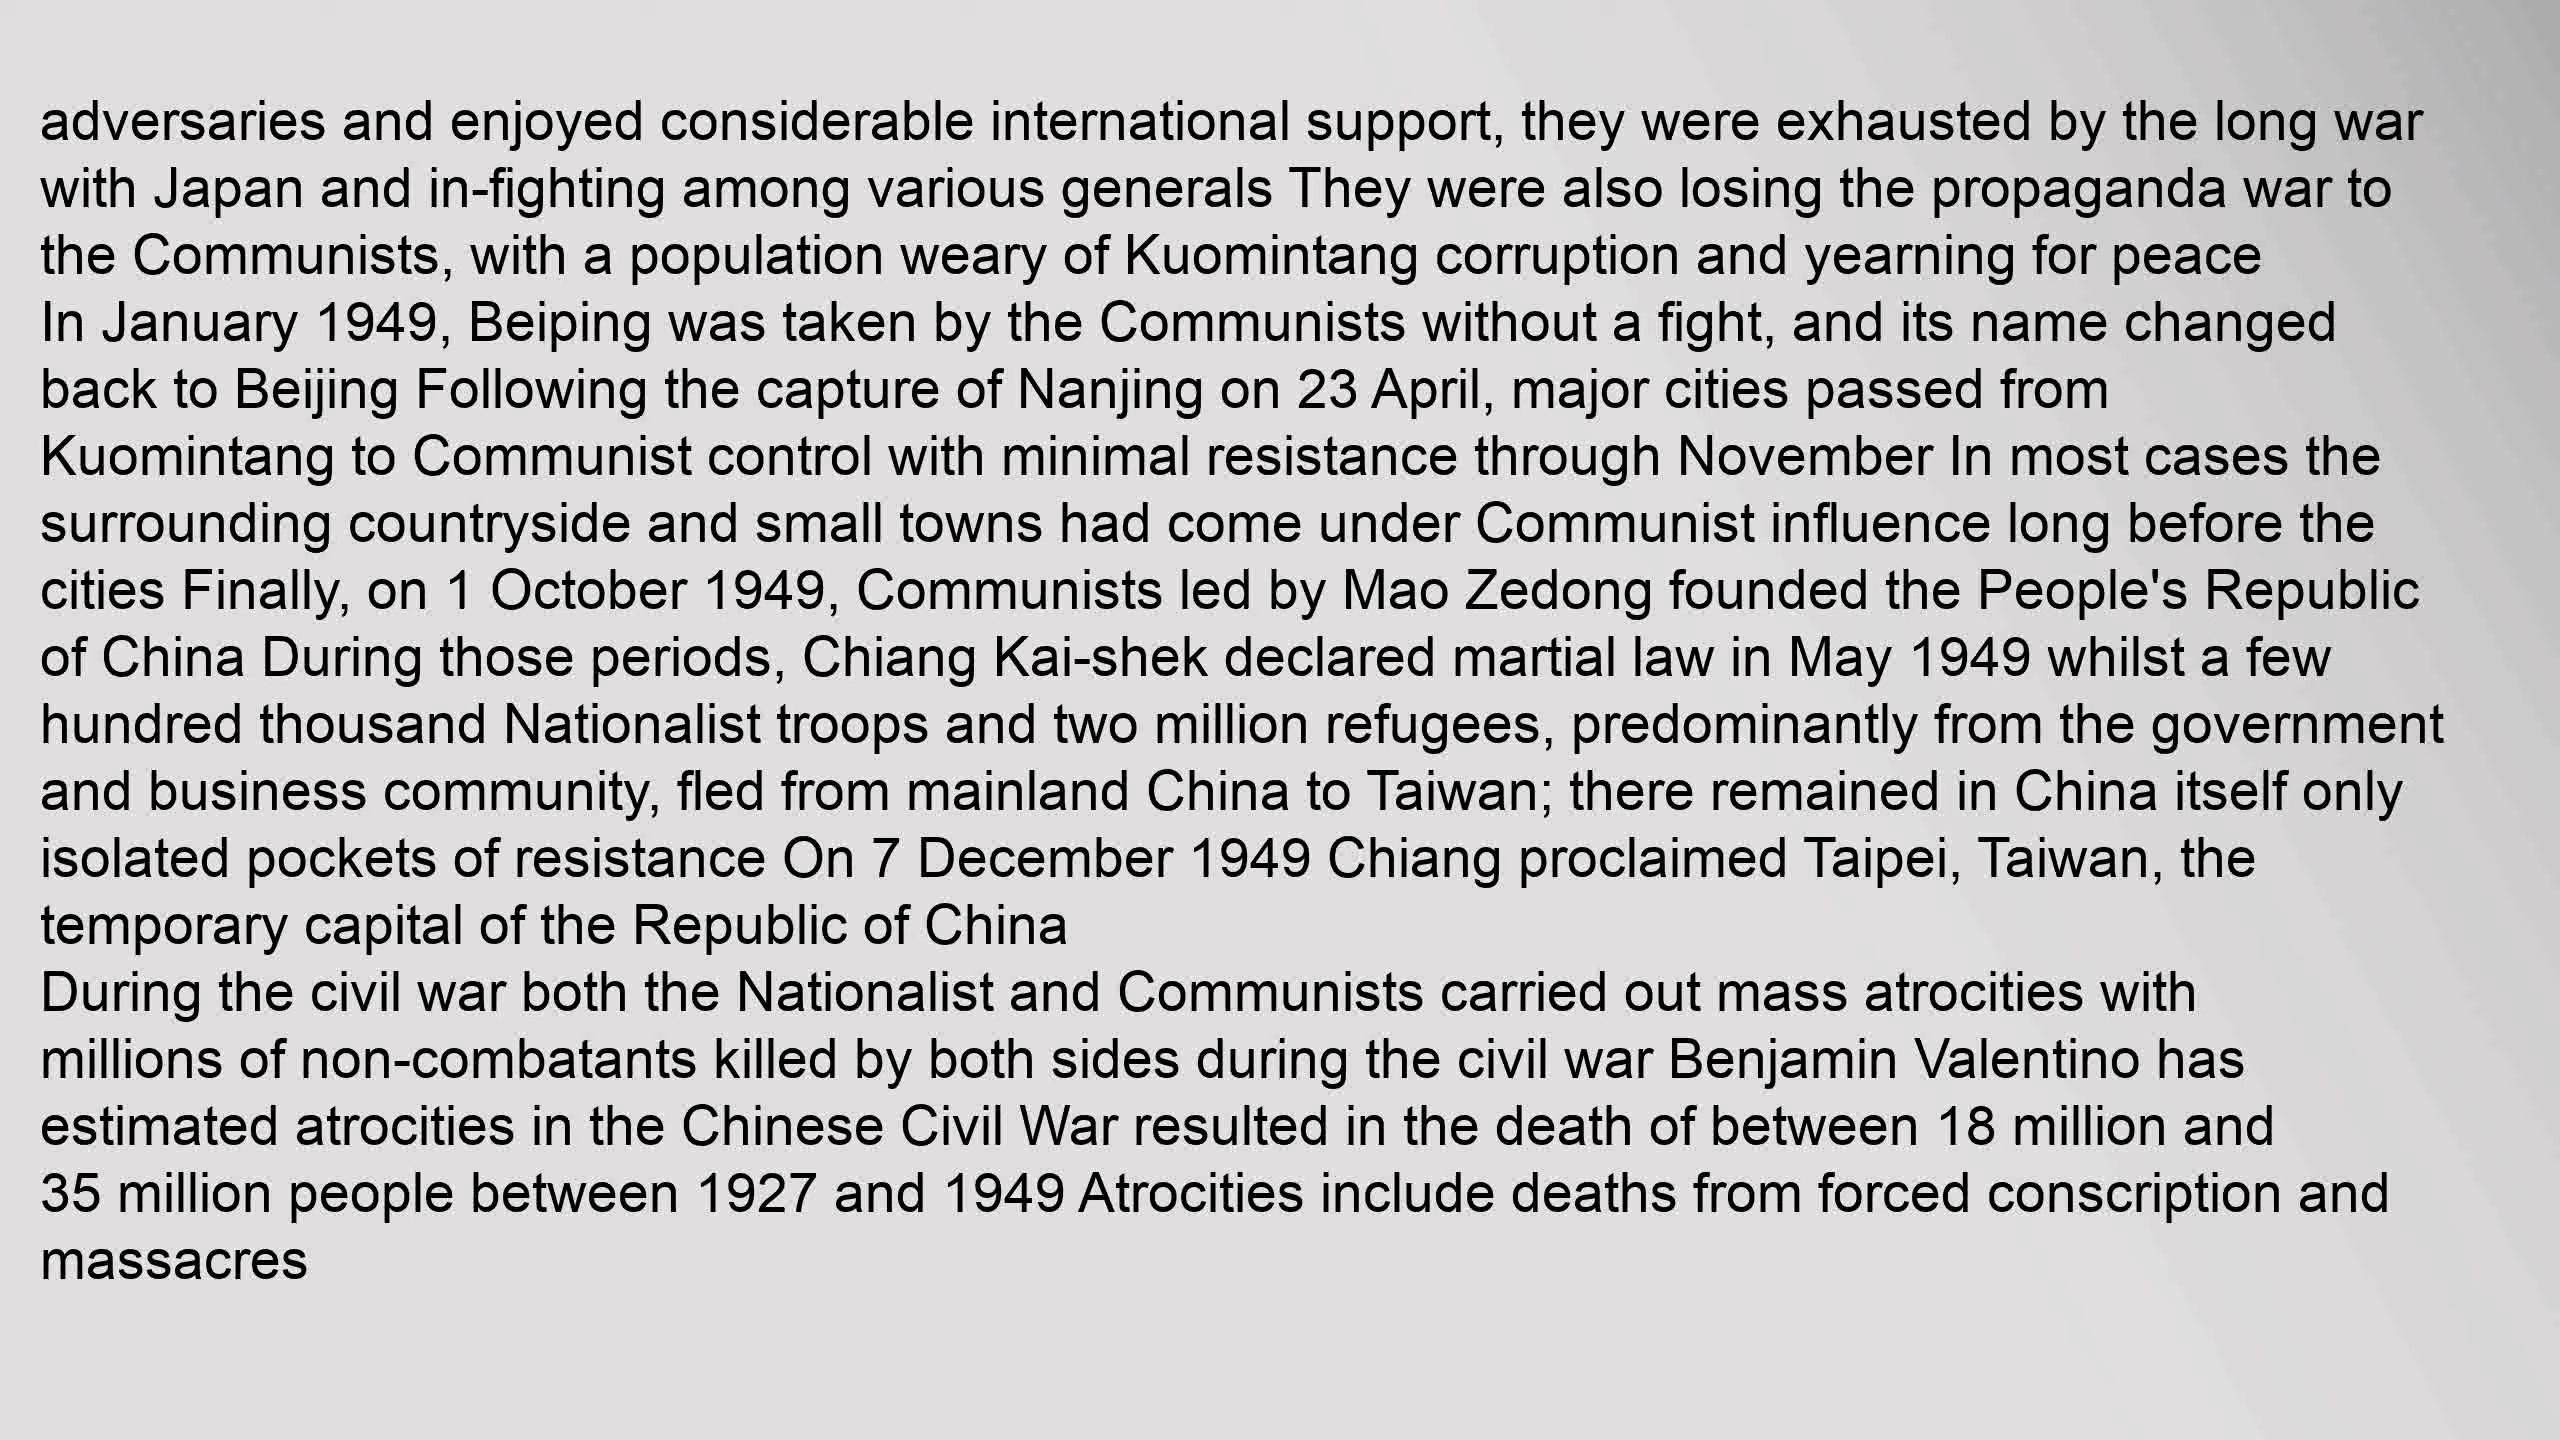 adversaries and enjoyed considerable international support, they were exhausted by the long war
with Japan and in-fighting among various generals They were also losing the propaganda war to
the Communists, with a population weary of Kuomintang corruption and yearning for peace
In January 1949, Beiping was taken by the Communists without a fight, and its name changed
back to Beijing Following the capture of Nanjing on 23 April, major cities passed from
Kuomintang to Communist control with minimal resistance through November In most cases the
surrounding countryside and small towns had come under Communist influence long before the
cities Finally, on 1 October 1949, Communists led by Mao Zedong founded the People's Republic
of China During those periods, Chiang Kai-shek declared martial law in May 1949 whilst a few
hundred thousand Nationalist troops and two million refugees, predominantly from the government
and business community, fled from mainland China to Taiwan; there remained in China itself only
isolated pockets of resistance On 7 December 1949 Chiang proclaimed Taipei, Taiwan, the
temporary capital of the Republic of China
During the civil war both the Nationalist and Communists carried out mass atrocities with
millions of non-combatants killed by both sides during the civil war Benjamin Valentino has
estimated atrocities in the Chinese Civil War resulted in the death of between 18 million and
35 million people between 1927 and 1949 Atrocities include deaths from forced conscription and
massacres